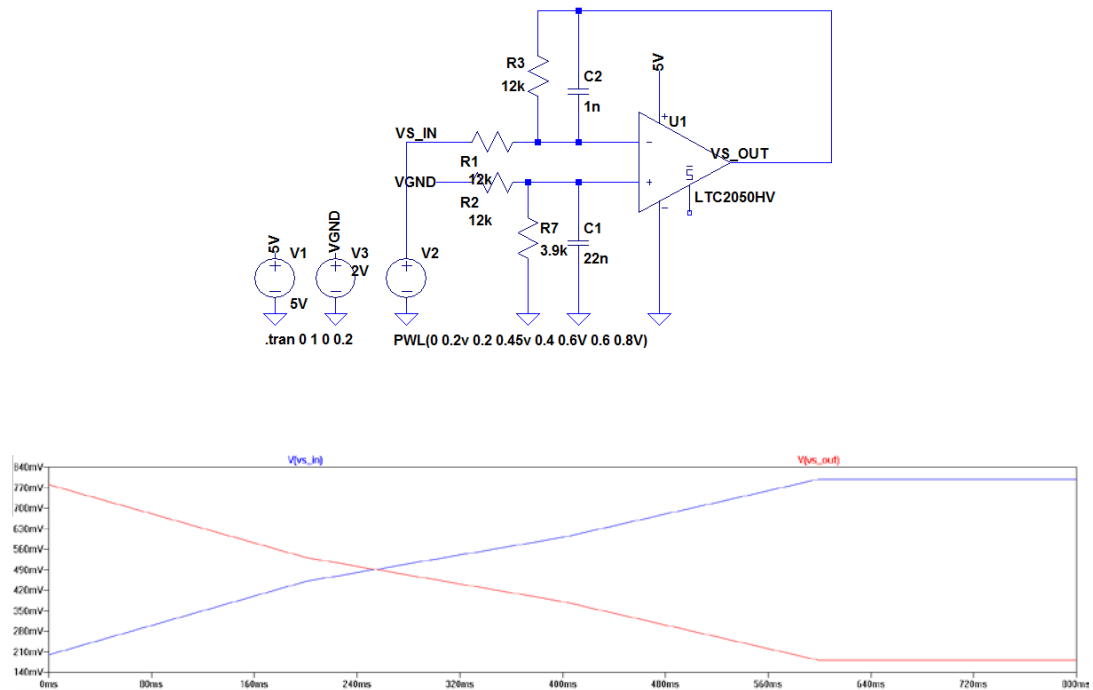 R3
12k
C2
1n
5V
U1
VS_IN
R1
12k
VGND
R2
12k
VS_OUT
LTC2050HV
R7
3.9k
C1
22n
5V
V1
5V
VGND
V3
2V
V2
.tran 0 1 0 0.2
PWL(0 0.2v 0.2 0.45v 0.4 0.6V 0.6 0.8V)
V(vs_in)
V(vs_out)
840mV
770mV
700mV
630mV
560mV
490mV
420mV
350mV
280mV
210mV
140mV
0ms
80ms
160ms
240ms
320ms
400ms
480ms
560ms
640ms
720ms
800ms